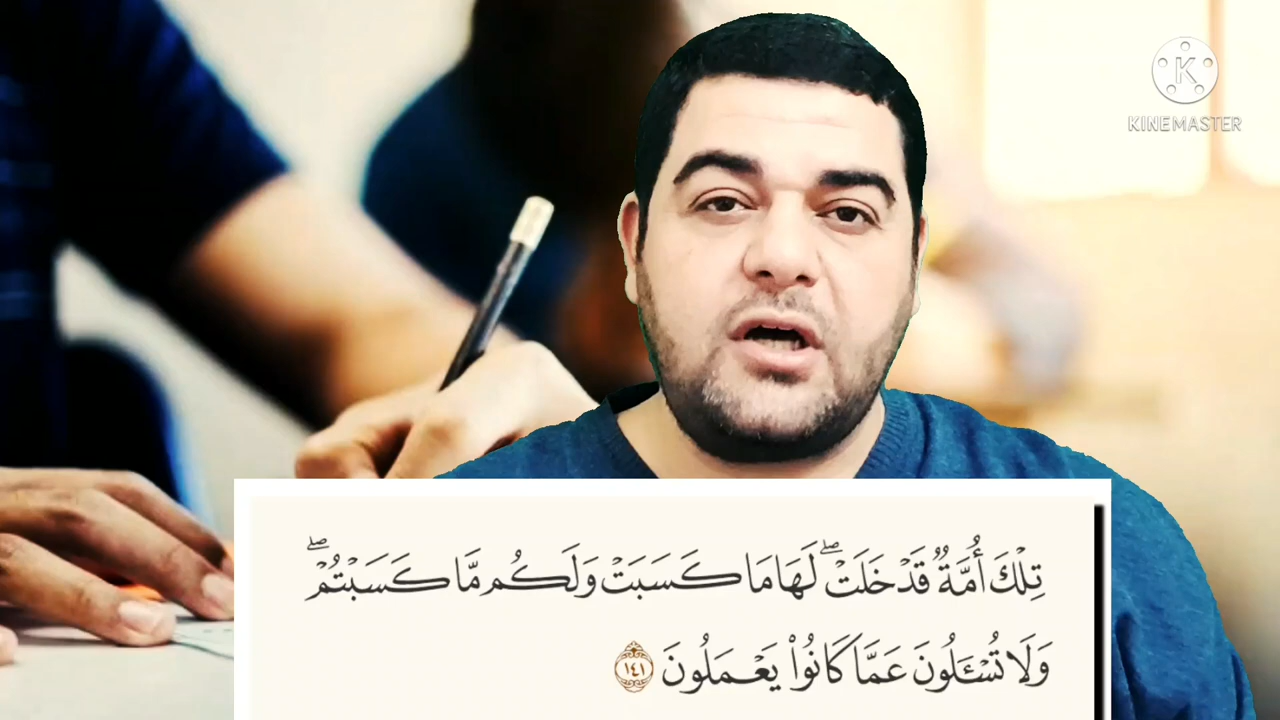 KINEMASTER
تِلْكَ أُمَّةٌ قَدْ خَلَتْۖ لَهَا مَا كَسَبَتْ وَلَكُم مَّا كَسَبْتُمْۖ
وَلَا تُسْـَٔلُونَ عَمَّا كَانُوا۟ يَعْمَلُونَ ١٤١